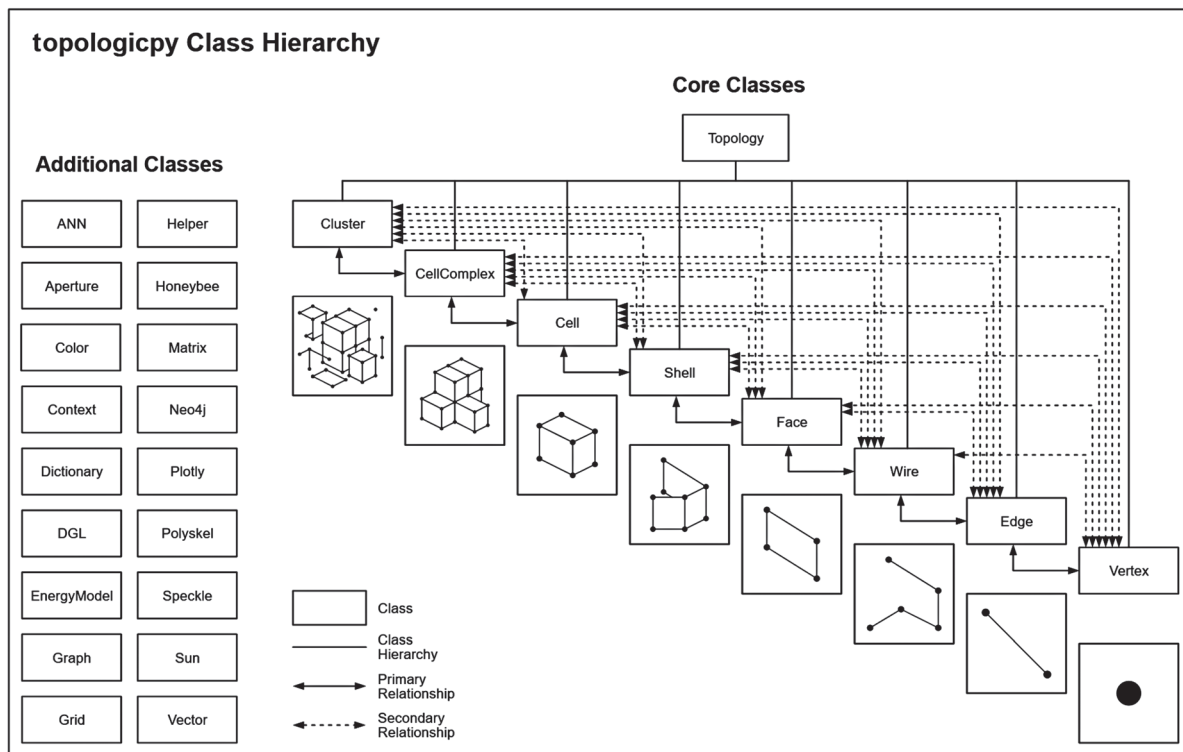 topologicpy Class Hierarchy
Core Classes
Topology
Additional Classes
ANN
Helper
Aperture
Honeybee
Color
Matrix
Context
Neo4j
Dictionary
Plotly
DGL
Polyskel
EnergyModel
Speckle
Graph
Sun
Grid
Vector
Cluster
CellComplex
Cell
Shell
Face
Wire
Edge
Vertex
Class
Class
Hierarchy
Primary
Relationship
Secondary
Relationship